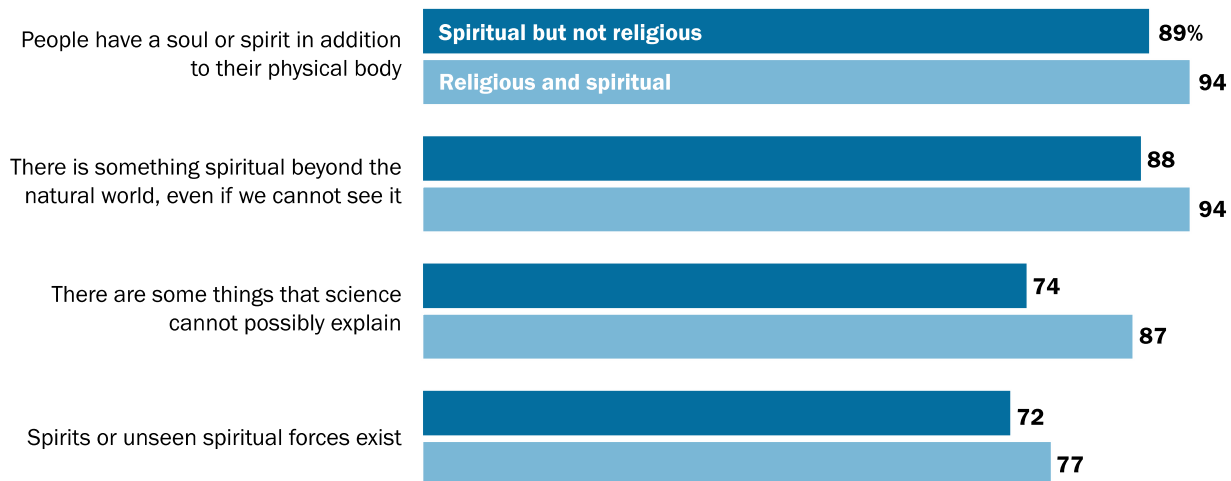 People have a soul or spirit in addition
to their physical body
Spiritual but not religious
89%
Religious and spiritual
94
There is something spiritual beyond the
natural world, even if we cannot see it
88
94
There are some things that science
cannot possibly explain
74
87
Spirits or unseen spiritual forces exist
72
77